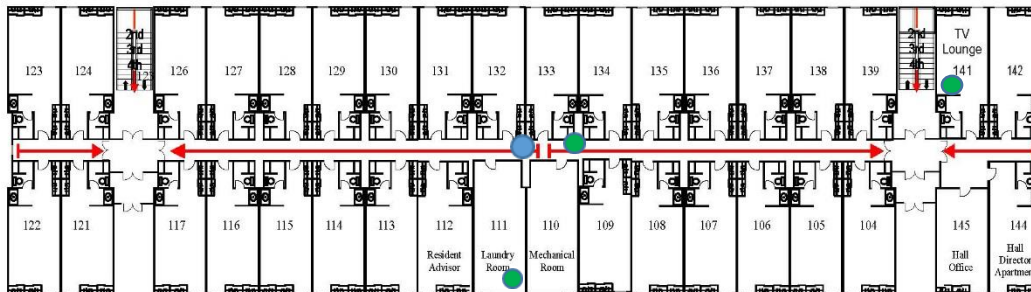 2nd
3rd
4th
2nd
3rd
4th
TV
Lounge
123 124 125 126 127 128 129 130 131 132 133 134 135 136 137 138 139 141 142
122 121 117 116 115 114 113 112 111 110 109 108 107 106 105 104 145 144
Resident
Advisor
Laundry
Room
Mechanical
Room
Hall
Office
Hall
Director
Apartment